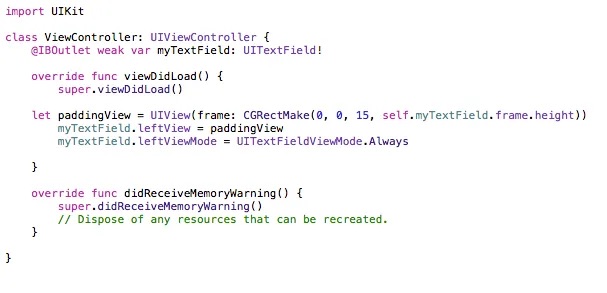 import UIKit
class ViewController: UIViewController {
    @IBOutlet weak var myTextField: UITextField!
    override func viewDidLoad() {
        super.viewDidLoad()
    let paddingView = UIView(frame: CGRectMake(0, 0, 15, self.myTextField.frame.height))
        myTextField.leftView = paddingView
        myTextField.leftViewMode = UITextFieldViewMode.Always
    }
    override func didReceiveMemoryWarning() {
        super.didReceiveMemoryWarning()
        // Dispose of any resources that can be recreated.
    }
}